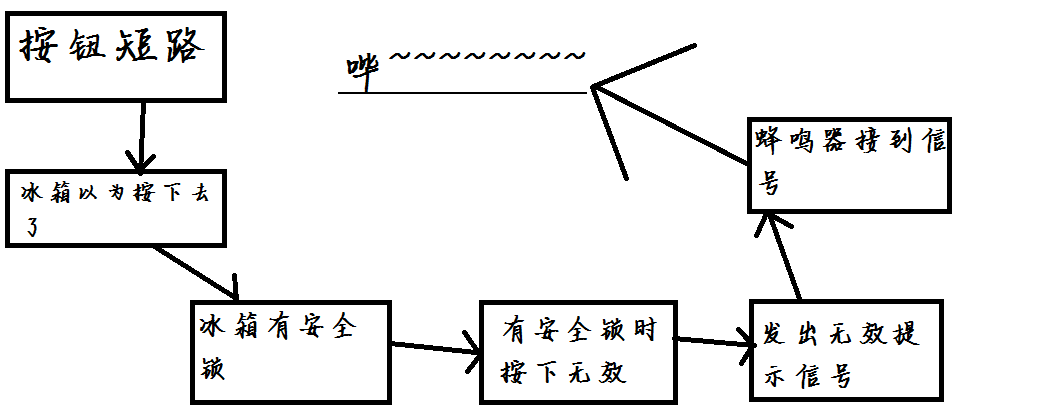 按钮短路
哔~~~~~~~~
冰箱以为按下去
了
冰箱有安全
锁
有安全锁时
按下无效
发出无效提
示信号
蜂鸣器接到信
号